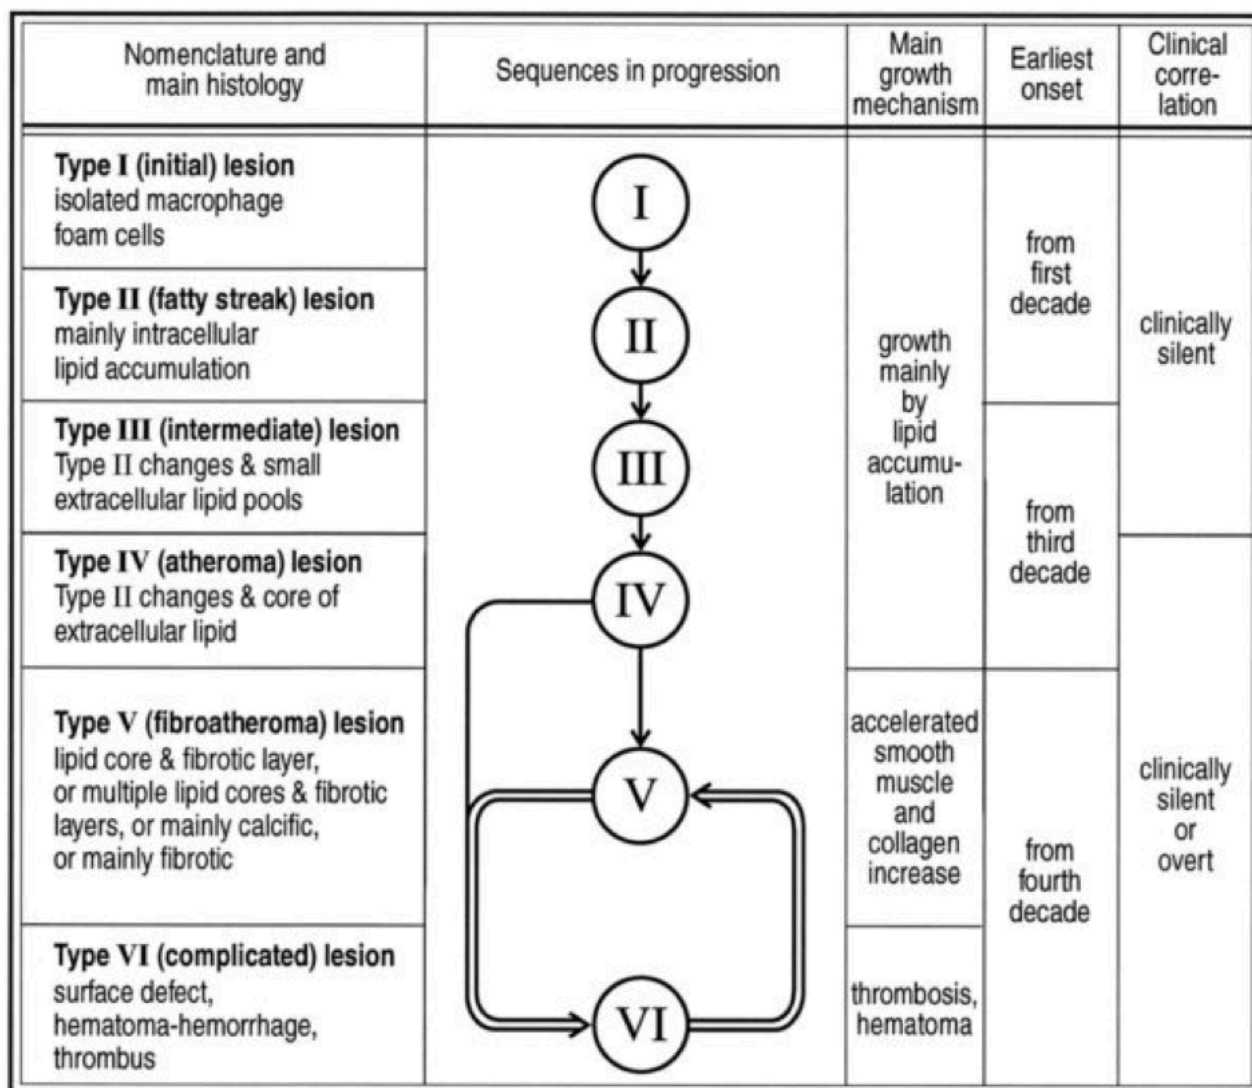 Nomenclature and
main histology
Sequences in progression
Main
growth
mechanism
Earliest
onset
Clinical
corre-
lation
Type I (initial) lesion
isolated macrophage
foam cells
Type II (fatty streak) lesion
mainly intracellular
lipid accumulation
Type III (intermediate) lesion
Type II changes & small
extracellular lipid pools
Type IV (atheroma) lesion
Type II changes & core of
extracellular lipid
Type V (fibroatheroma) lesion
lipid core & fibrotic layer,
or multiple lipid cores & fibrotic
layers, or mainly calcific,
or mainly fibrotic
Type VI (complicated) lesion
surface defect,
hematoma-hemorrhage,
thrombus
I
II
III
IV
V
VI
growth
mainly
by
lipid
accumu-
lation
accelerated
smooth
muscle
and
collagen
increase
thrombosis,
hematoma
from
first
decade
from
third
decade
from
fourth
decade
clinically
silent
clinically
silent
or
overt